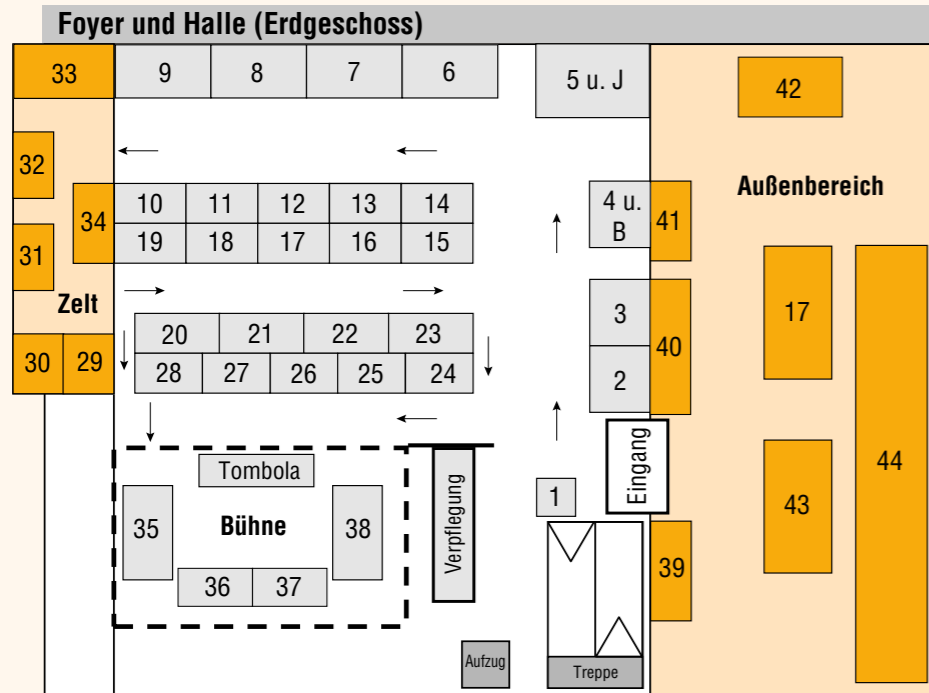 Foyer und Halle (Erdgeschoss)
33 9 8 7 6 5 u. J 42
32
34 10 11 12 13 14 4 u.
B 41 Außenbereich
19 18 17 16 15
31
Zelt
3 40 17
20 21 22 23
30 29 28 27 26 25 24 2
Eingang
Tombola
44
35 Bühne 38 Verpflegung 1 43
36 37 39
Aufzug Treppe